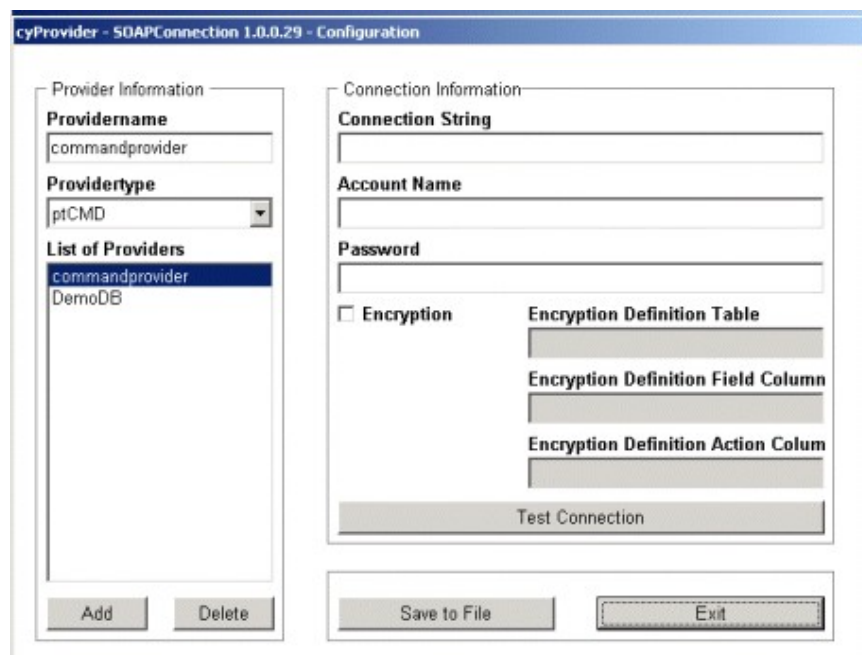 cyProvider - SOAPConnection 1.0.0.29 - Configuration
Provider Information
Providername
commandprovider
Providertype
ptCMD
List of Providers
commandprovider
DemoDB
Add
Delete
Connection Information
Connection String
Account Name
Password
Encryption
Encryption Definition Table
Encryption Definition Field Column
Encryption Definition Action Colum
Test Connection
Save to File
Exit